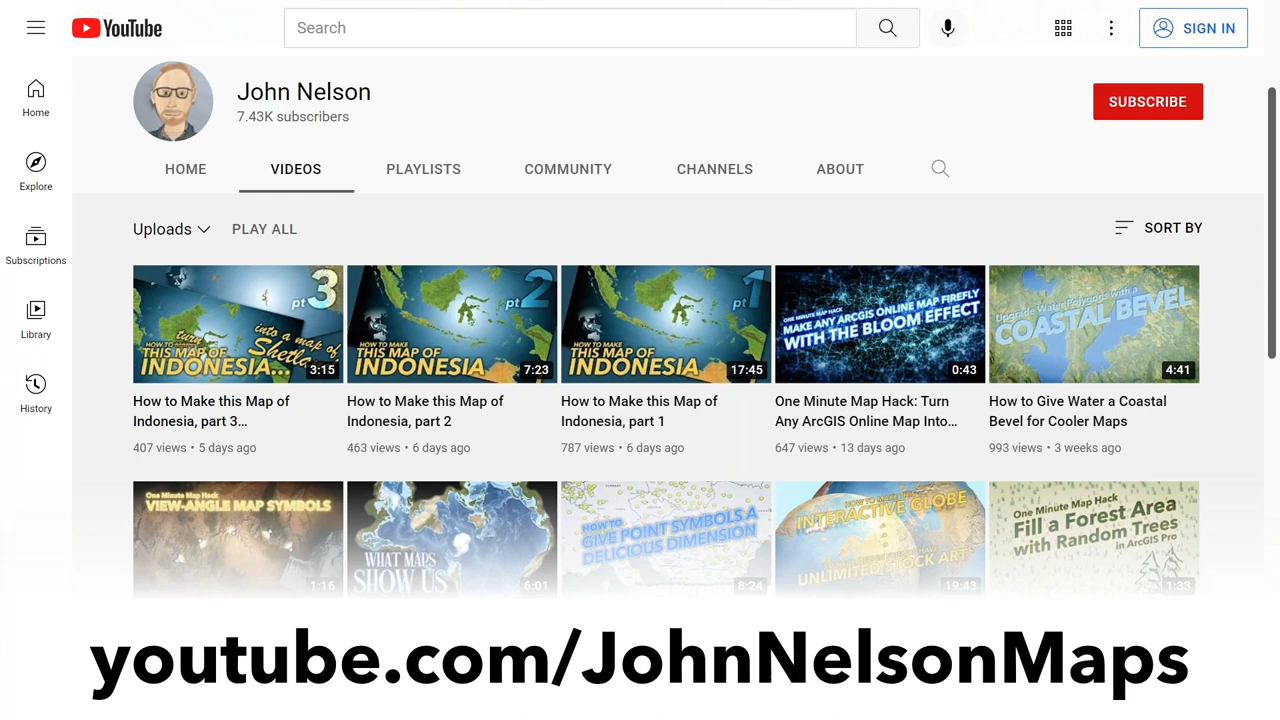 YouTube
Search
SIGN IN
Home
Explore
Subscriptions
Library
History
John Nelson
7.43K subscribers
SUBSCRIBE
HOME
VIDEOS
PLAYLISTS
COMMUNITY
CHANNELS
ABOUT
Uploads
PLAY ALL
SORT BY
pt3
HOW TO turn
THIS MAP OF
INDONESIA...
into a map of
Shetla
3:15
pt2
HOW TO MAKE
THIS MAP OF
INDONESIA
7:23
pt1
HOW TO MAKE
THIS MAP OF
INDONESIA
17:45
ONE MINUTE MAP HACK:
MAKE ANY ARCGIS ONLINE MAP FIREFLY
WITH THE BLOOM EFFECT
0:43
Upgrade Water Polygons with a
COASTAL BEVEL
4:41
How to Make this Map of
Indonesia, part 3...
407 views • 5 days ago
How to Make this Map of
Indonesia, part 2
463 views • 6 days ago
How to Make this Map of
Indonesia, part 1
787 views • 6 days ago
One Minute Map Hack: Turn
Any ArcGIS Online Map Into...
647 views • 13 days ago
How to Give Water a Coastal
Bevel for Cooler Maps
993 views • 3 weeks ago
One Minute Map Hack
VIEW-ANGLE MAP SYMBOLS
1:16
WHAT MAPS
SHOW US
6:01
HOW TO
GIVE POINT SYMBOLS A
DELICIOUS DIMENSION
8:24
INTERACTIVE GLOBE
UNLIMITED STOCK ART
19:43
One Minute Map Hack
Fill a Forest Area
with Random Trees
in ArcGIS Pro
1:33
youtube.com/JohnNelsonMaps